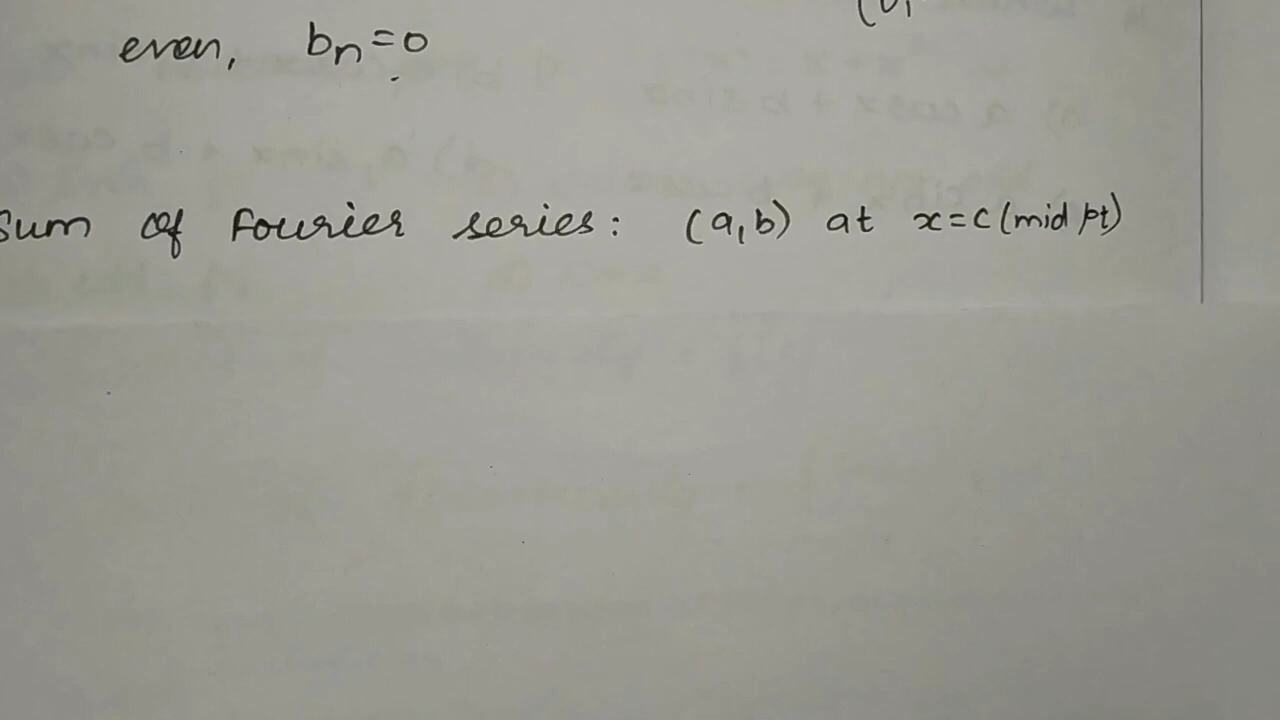 even, bn=0
Sum of Fourier series: (a,b) at x=c (mid pt)